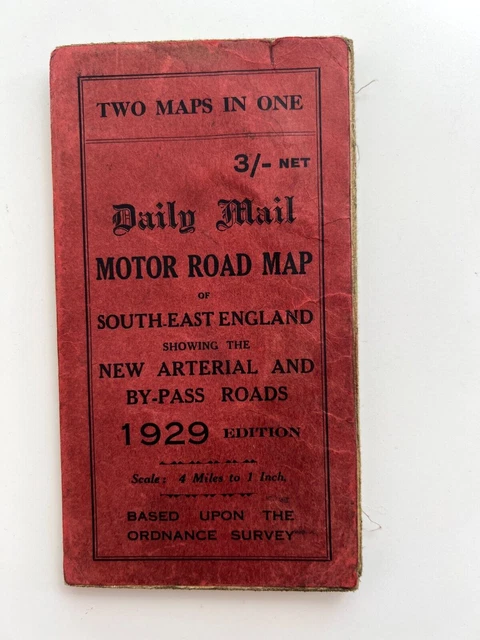 TWO MAPS IN ONE
3/- NET
Daily Mail
MOTOR ROAD MAP
OF
SOUTH-EAST ENGLAND
SHOWING THE
NEW ARTERIAL AND
BY-PASS ROADS
1929 EDITION
Scale: 4 Miles to 1 Inch.
BASED UPON THE
ORDNANCE SURVEY